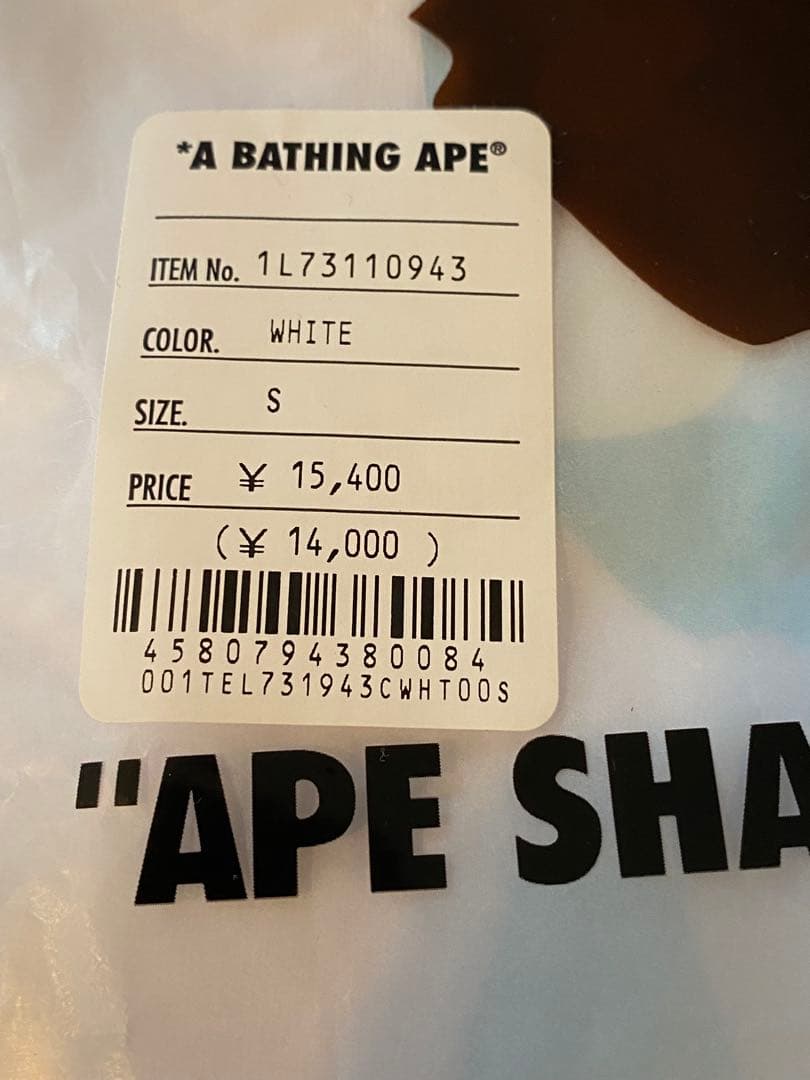 *A BATHING APE®
ITEM No. 1L73110943
COLOR. WHITE
SIZE. S
PRICE ¥ 15,400
(¥ 14,000 )
4580794380084
001TEL731943CWHT00S
"APE SHA